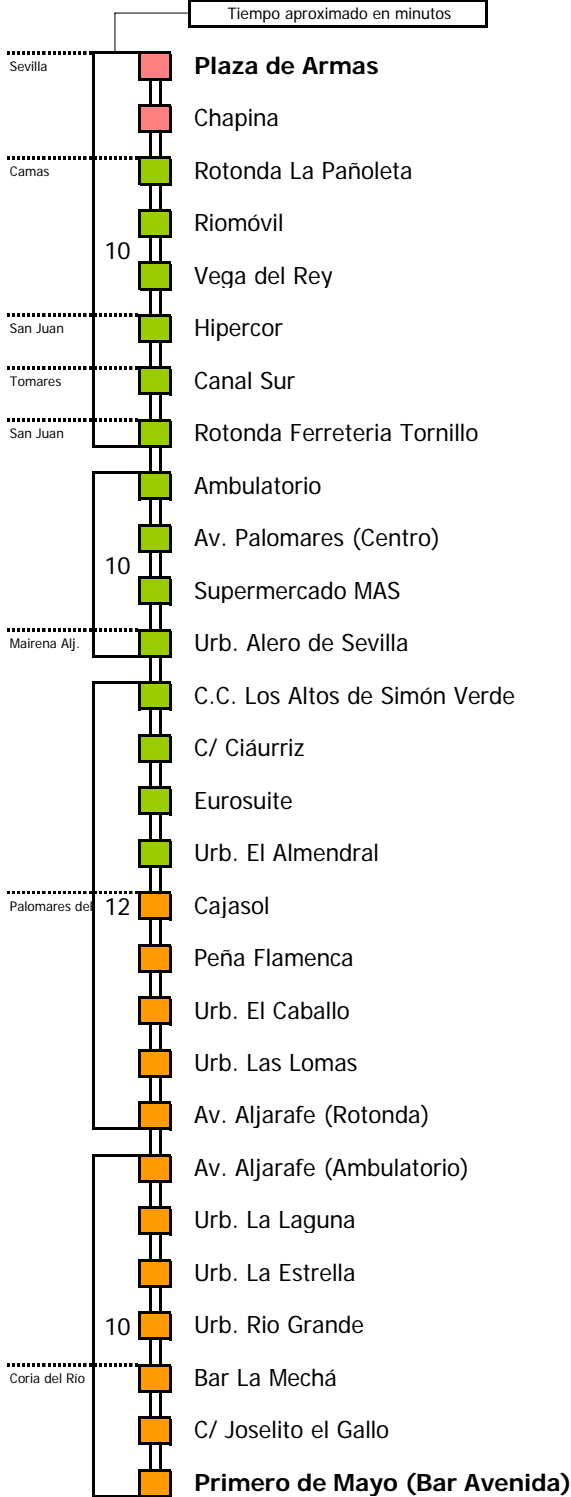 Tiempo aproximado en minutos
Sevilla
Plaza de Armas
Chapina
Camas
Rotonda La Pañoleta
Riomóvil
10
Vega del Rey
San Juan
Hipercor
Tomares
Canal Sur
San Juan
Rotonda Ferreteria Tornillo
Ambulatorio
Av. Palomares (Centro)
10
Supermercado MAS
Mairena Alj.
Urb. Alero de Sevilla
C.C. Los Altos de Simón Verde
C/ Ciáurriz
Eurosuite
Urb. El Almendral
Palomares del
12
Cajasol
Peña Flamenca
Urb. El Caballo
Urb. Las Lomas
Av. Aljarafe (Rotonda)
Av. Aljarafe (Ambulatorio)
Urb. La Laguna
Urb. La Estrella
10
Urb. Rio Grande
Coria del Río
Bar La Mechá
C/ Joselito el Gallo
Primero de Mayo (Bar Avenida)